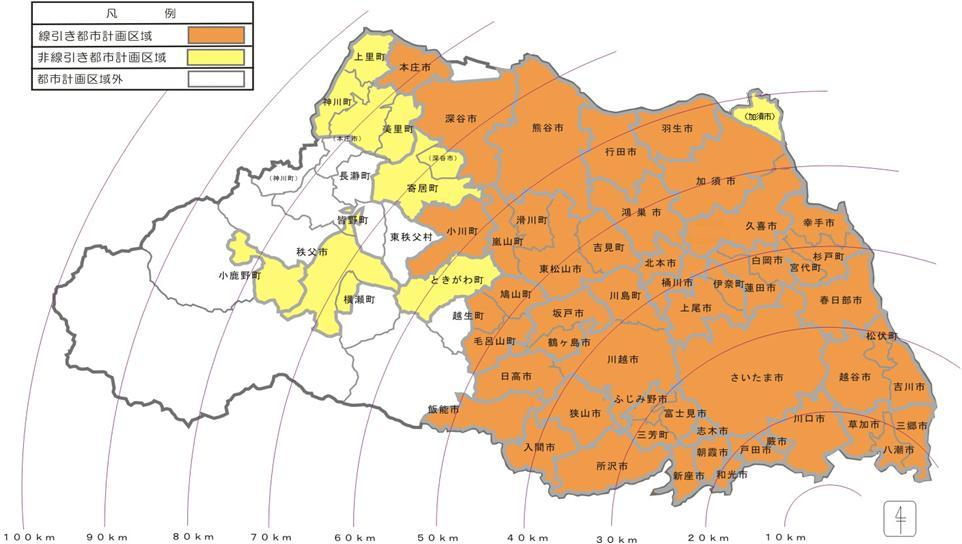 凡 例
線引き都市計画区域
非線引き都市計画区域
都市計画区域外
上里町
本庄市
神川町
美里町
(本庄市)
深谷市
熊谷市
羽生市
(加須市)
行田市
(深谷市)
(神川町)
長瀞町
寄居町
加須市
皆野町
東秩父村
小川町
嵐山町
滑川町
吉見町
鴻巣市
久喜市
幸手市
秩父市
小鹿野町
横瀬町
ときがわ町
東松山市
北本市
白岡市
杉戸町
宮代町
桶川市
伊奈町
蓮田市
鳩山町
川島町
上尾市
春日部市
越生町
坂戸市
毛呂山町
鶴ヶ島市
川越市
松伏町
日高市
さいたま市
越谷市
吉川市
飯能市
狭山市
ふじみ野市
富士見市
川口市
草加市
三郷市
入間市
三芳町
志木市
蕨市
朝霞市
戸田市
八潮市
所沢市
新座市
和光市
100km 90km 80km 70km 60km 50km 40km 30km 20km 10km